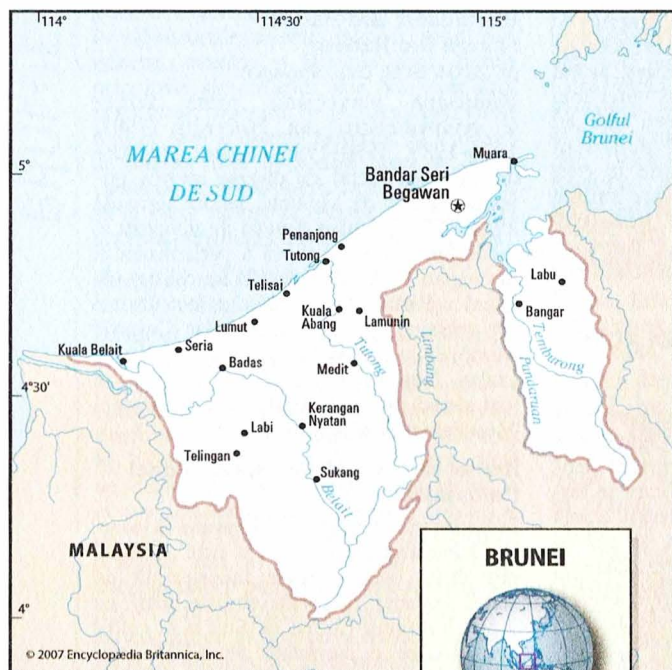 114°
114°30'
115°
Golful
Brunei
MAREA CHINEI
DE SUD
Muara
5°
Bandar Seri
Begawan
Penanjong
Tutong
Telisai
Labu
Kuala
Abang
Lamunin
Bangar
Lumut
Limbang
Temburong
Pandaruan
Kuala Belait
Seria
Badas
Tutong
Medit
4°30'
Kerangan
Nyatan
Labi
Telingan
Sukang
Belait
MALAYSIA
BRUNEI
4°
© 2007 Encyclopædia Britannica, Inc.